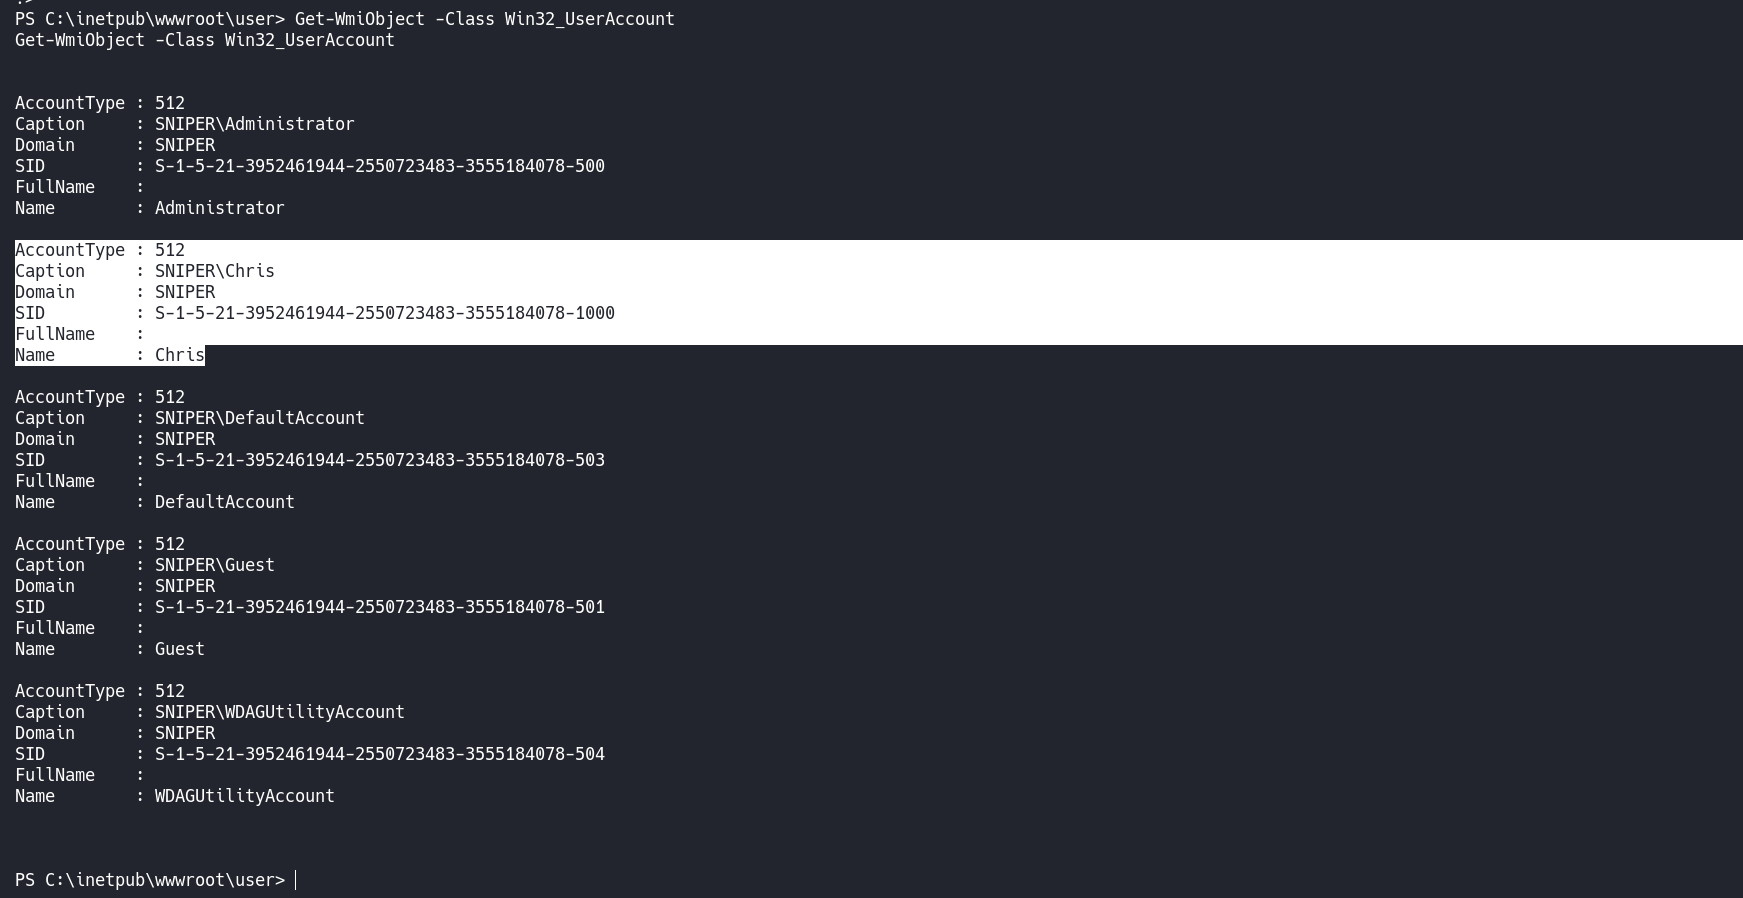 PS C:\inetpub\wwwroot\user> Get-WmiObject -Class Win32_UserAccount
Get-WmiObject -Class Win32_UserAccount
AccountType : 512
Caption     : SNIPER\Administrator
Domain      : SNIPER
SID         : S-1-5-21-3952461944-2550723483-3555184078-500
FullName    :
Name        : Administrator
AccountType : 512
Caption     : SNIPER\Chris
Domain      : SNIPER
SID         : S-1-5-21-3952461944-2550723483-3555184078-1000
FullName    :
Name        : Chris
AccountType : 512
Caption     : SNIPER\DefaultAccount
Domain      : SNIPER
SID         : S-1-5-21-3952461944-2550723483-3555184078-503
FullName    :
Name        : DefaultAccount
AccountType : 512
Caption     : SNIPER\Guest
Domain      : SNIPER
SID         : S-1-5-21-3952461944-2550723483-3555184078-501
FullName    :
Name        : Guest
AccountType : 512
Caption     : SNIPER\WDAGUtilityAccount
Domain      : SNIPER
SID         : S-1-5-21-3952461944-2550723483-3555184078-504
FullName    :
Name        : WDAGUtilityAccount
PS C:\inetpub\wwwroot\user>